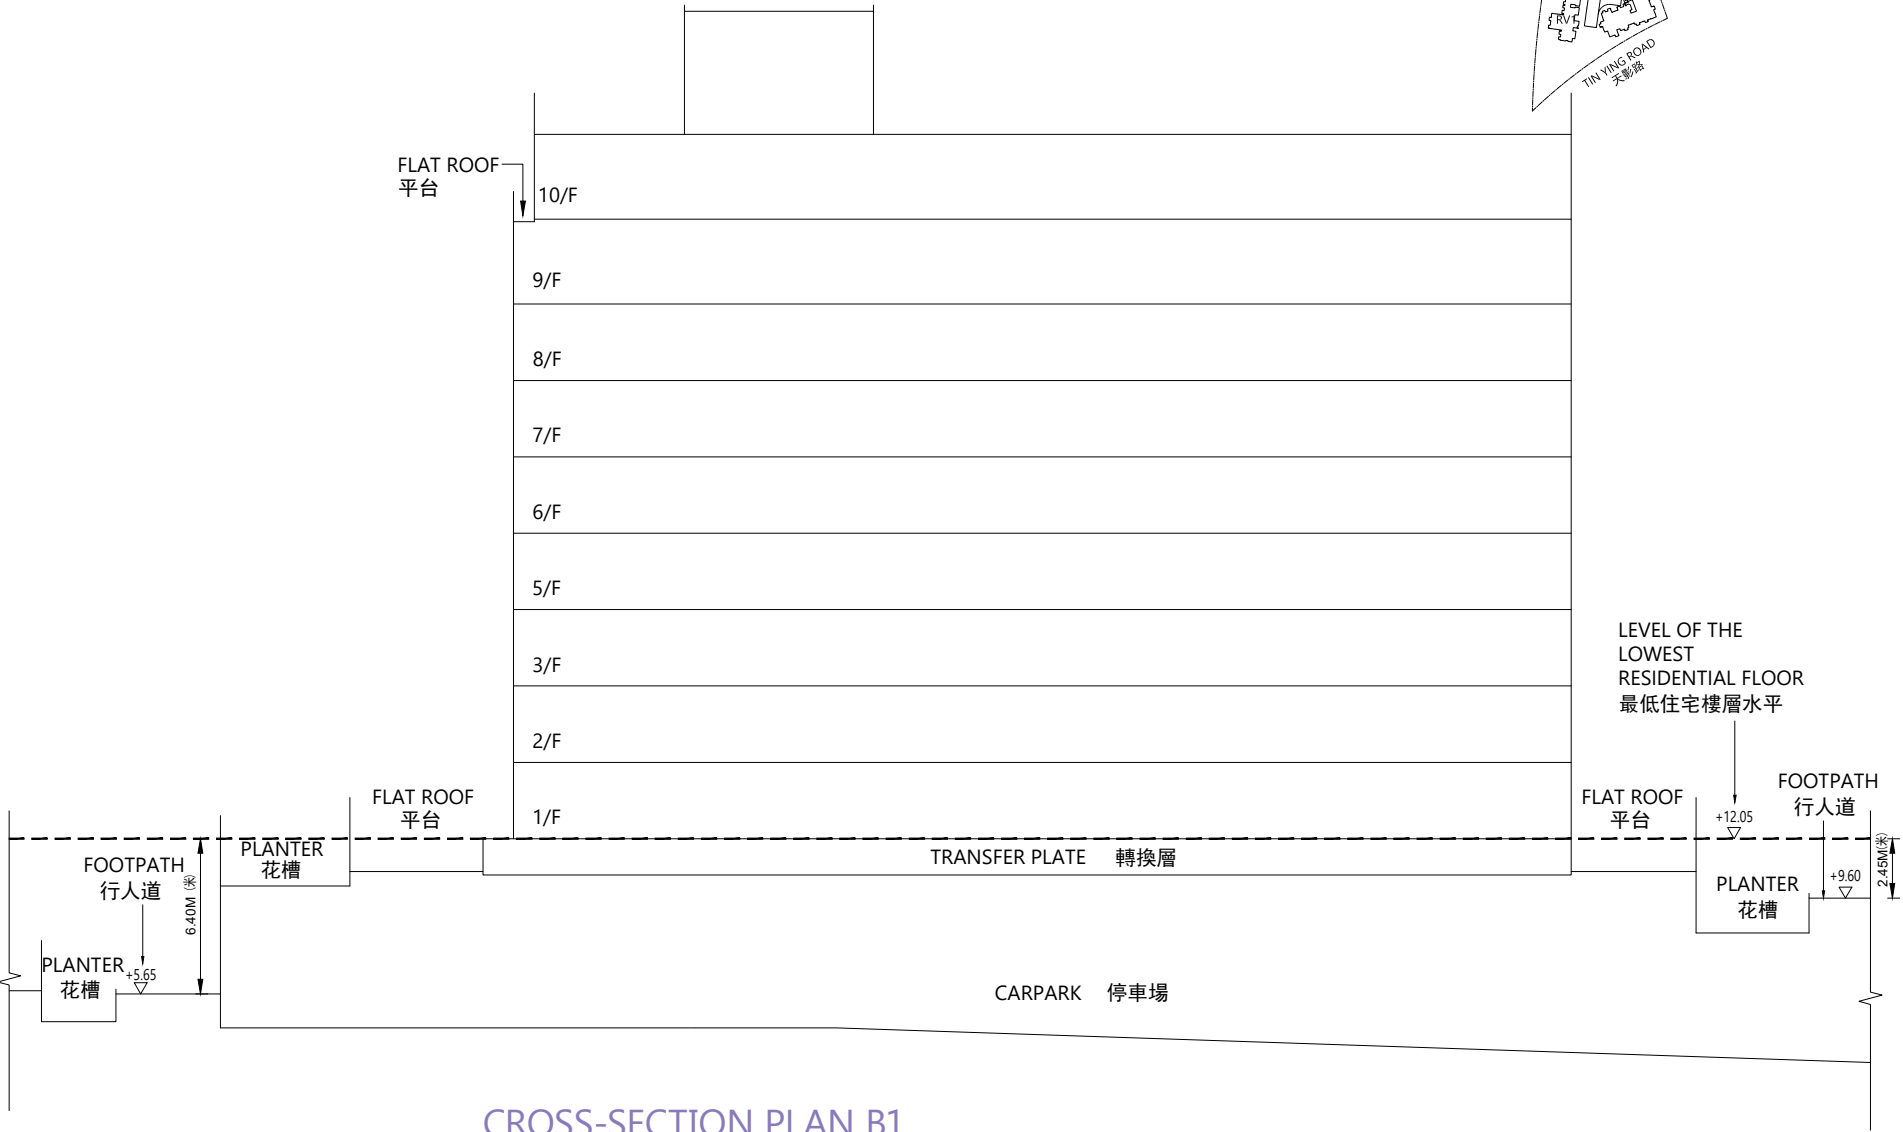 RV1
TIN YING ROAD
天影路
FLAT ROOF
平台
10/F
9/F
8/F
7/F
6/F
5/F
3/F
2/F
1/F
LEVEL OF THE
LOWEST
RESIDENTIAL FLOOR
最低住宅樓層水平
FOOTPATH
行人道
FLAT ROOF
平台
FLAT ROOF
平台
+12.05
PLANTER
花槽
TRANSFER PLATE 轉換層
FOOTPATH
行人道
6.40M (米)
2.45M(米)
+9.60
PLANTER
花槽
PLANTER
花槽
+5.65
CARPARK 停車場
CROSS-SECTION PLAN B1